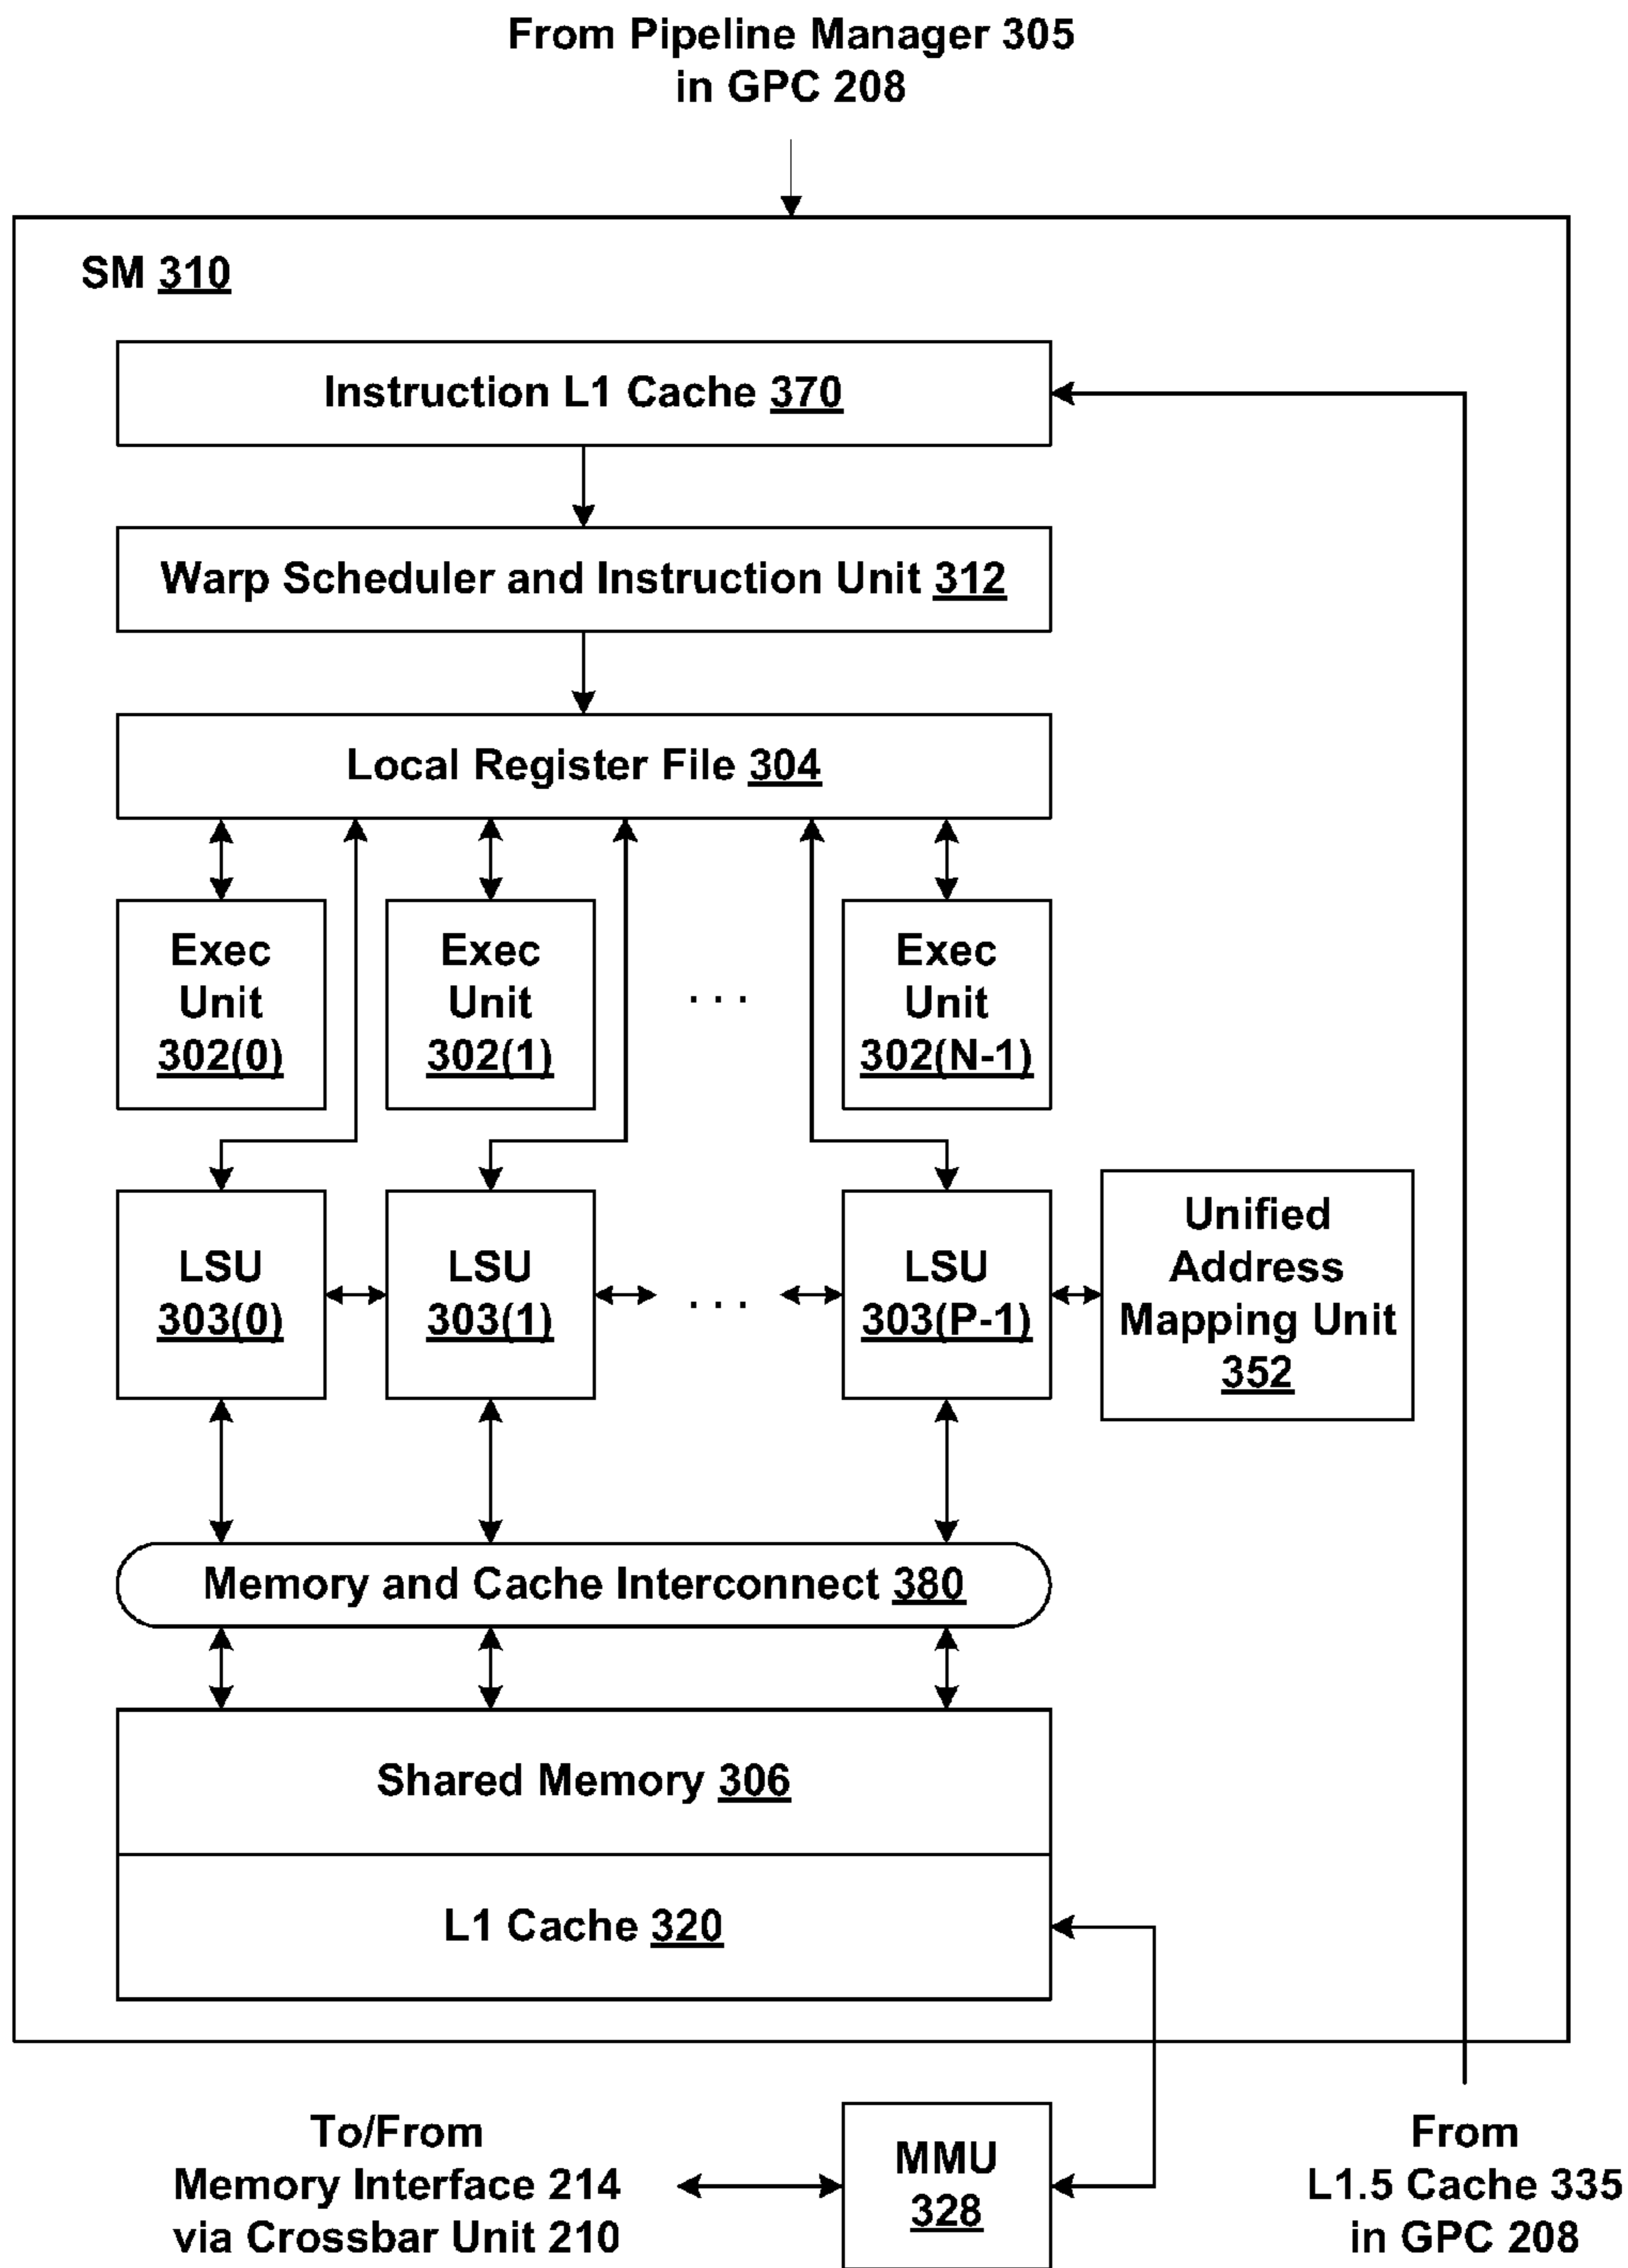 From Pipeline Manager 305
in GPC 208
SM 310
Instruction L1 Cache 370
Warp Scheduler and Instruction Unit 312
Local Register File 304
Exec
Unit
302(0)
Exec
Unit
302(1)
. . .
Exec
Unit
302(N-1)
LSU
303(0)
LSU
303(1)
. . .
LSU
303(P-1)
Unified
Address
Mapping Unit
352
Memory and Cache Interconnect 380
Shared Memory 306
L1 Cache 320
To/From
Memory Interface 214
via Crossbar Unit 210
MMU
328
From
L1.5 Cache 335
in GPC 208